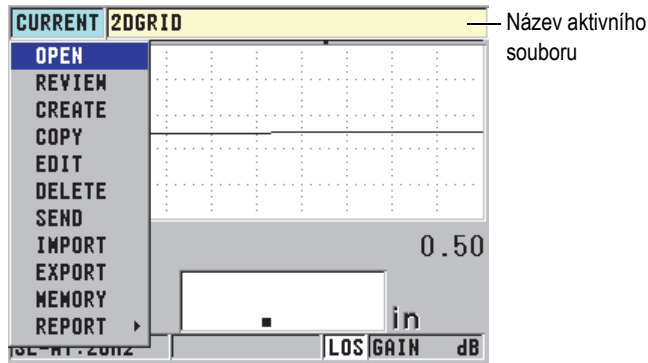 CURRENT 2DGRID
Název aktivního
souboru
OPEN
REVIEW
CREATE
COPY
EDIT
DELETE
SEND
IMPORT
EXPORT
MEMORY
REPORT
0.50
in
LOS GAIN dB